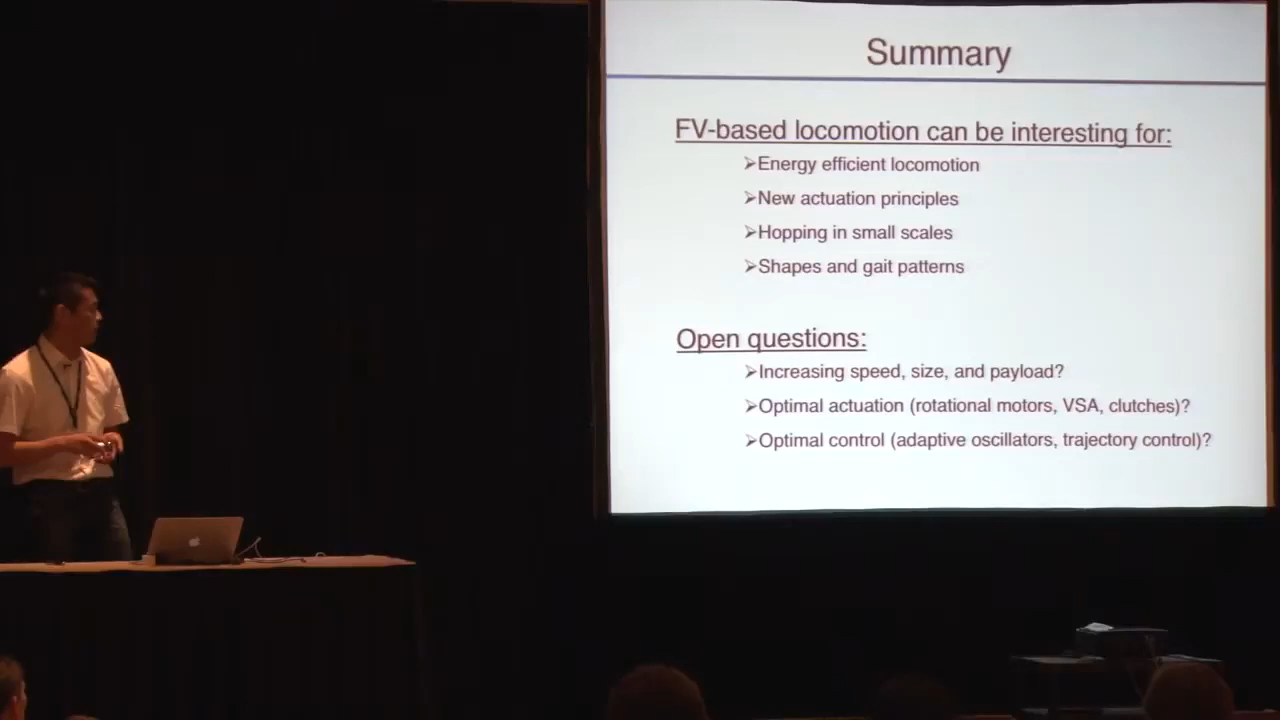 Summary
FV-based locomotion can be interesting for:
➢Energy efficient locomotion
➢New actuation principles
➢Hopping in small scales
➢Shapes and gait patterns
Open questions:
➢Increasing speed, size, and payload?
➢Optimal actuation (rotational motors, VSA, clutches)?
➢Optimal control (adaptive oscillators, trajectory control)?